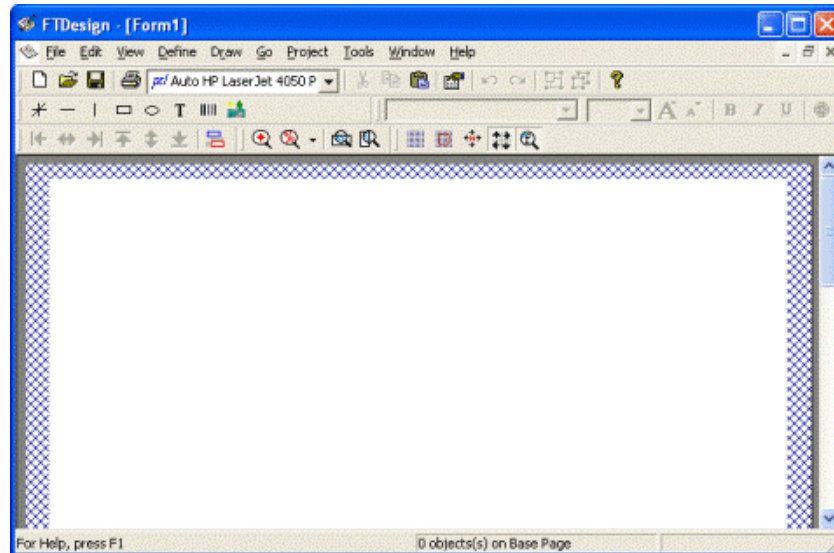 FTDesign - [Form1]
File Edit View Define Draw Go Project Tools Window Help
pcl Auto HP LaserJet 4050 P
T A A B I U
For Help, press F1 0 objects(s) on Base Page